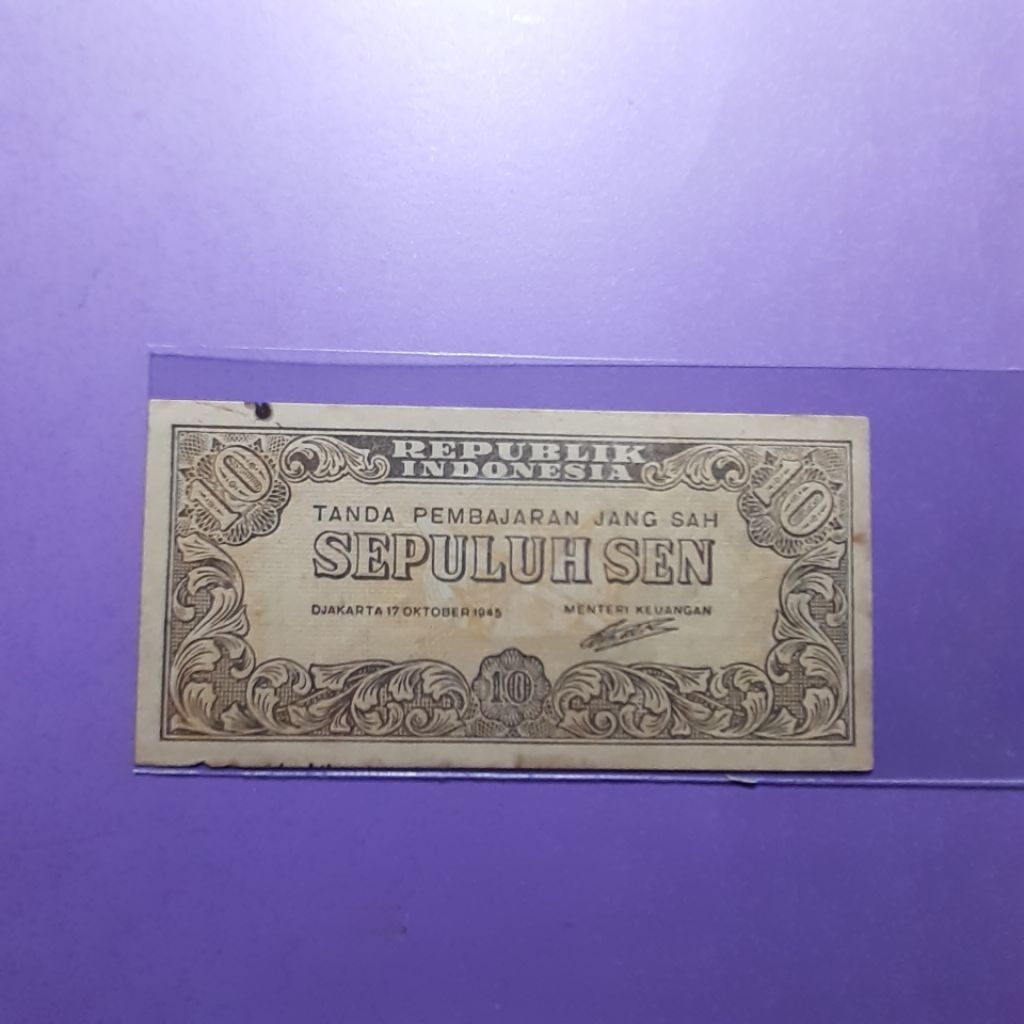 10
REPUBLIK
INDONESIA
10
TANDA PEMBAJARAN JANG SAH
SEPULUH SEN
DJAKARTA 17 OKTOBER 1945
MENTERI KEUANGAN
10